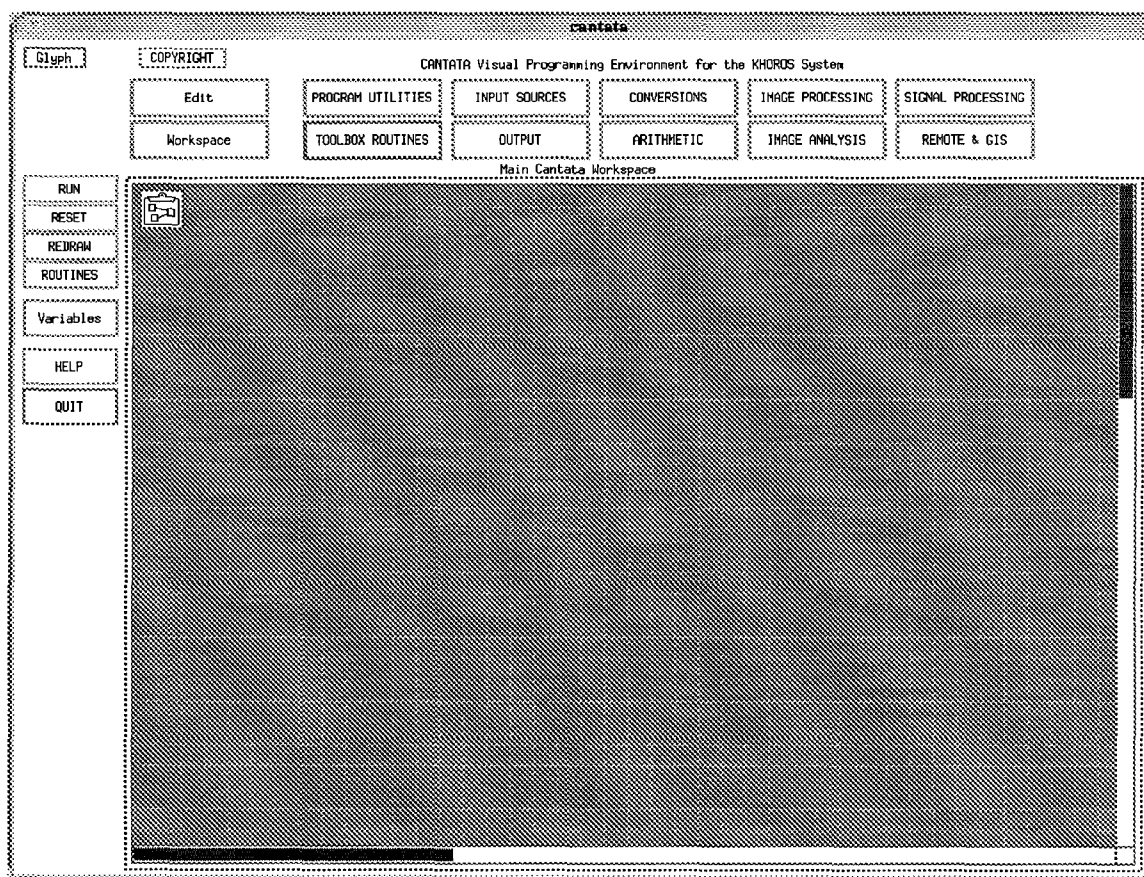 cantata
Glyph COPYRIGHT
CANTATA Visual Programming Environment for the KHOROS System
Edit PROGRAM UTILITIES INPUT SOURCES CONVERSIONS IMAGE PROCESSING SIGNAL PROCESSING
Workspace TOOLBOX ROUTINES OUTPUT ARITHMETIC IMAGE ANALYSIS REMOTE & GIS
Main Cantata Workspace
RUN
RESET
REDRAW
ROUTINES
Variables
HELP
QUIT